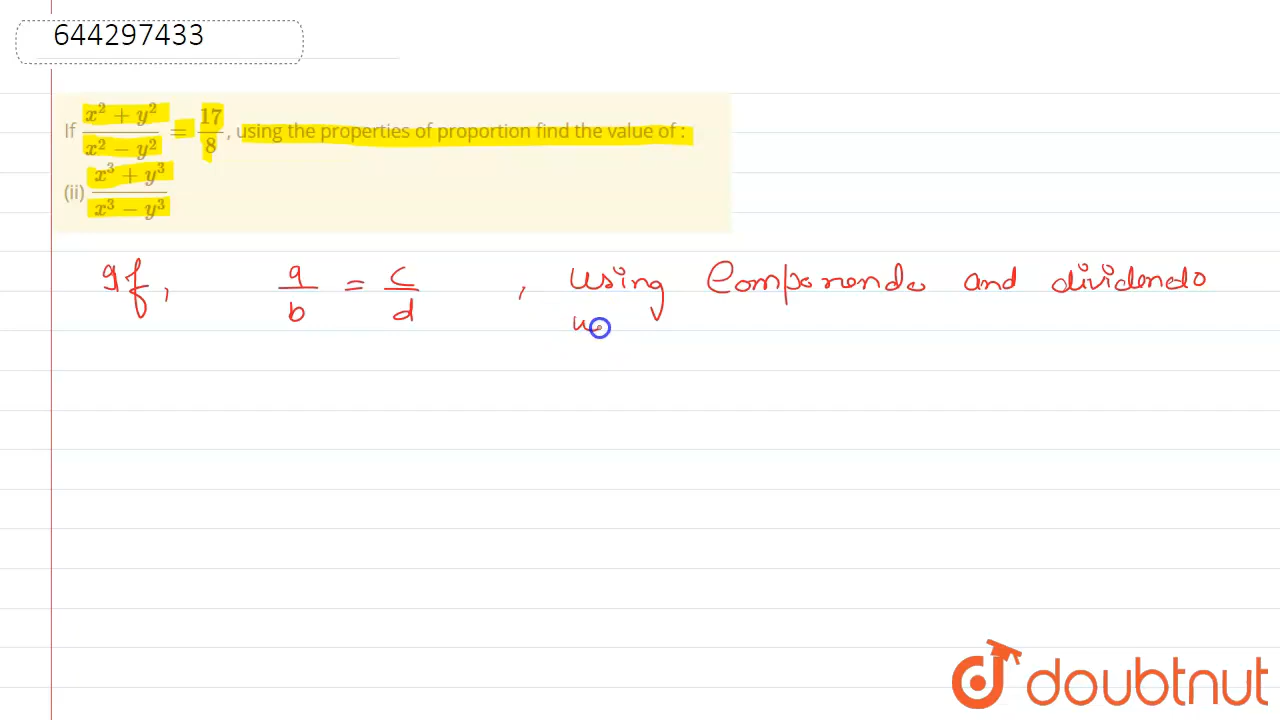 644297433
If \frac{x^2 + y^2}{x^2 - y^2} = \frac{17}{8}, using the properties of proportion find the value of :
(ii) \frac{x^3 + y^3}{x^3 - y^3}
If, \frac{a}{b} = \frac{c}{d} , Using Componendo and dividendo
doubtnut